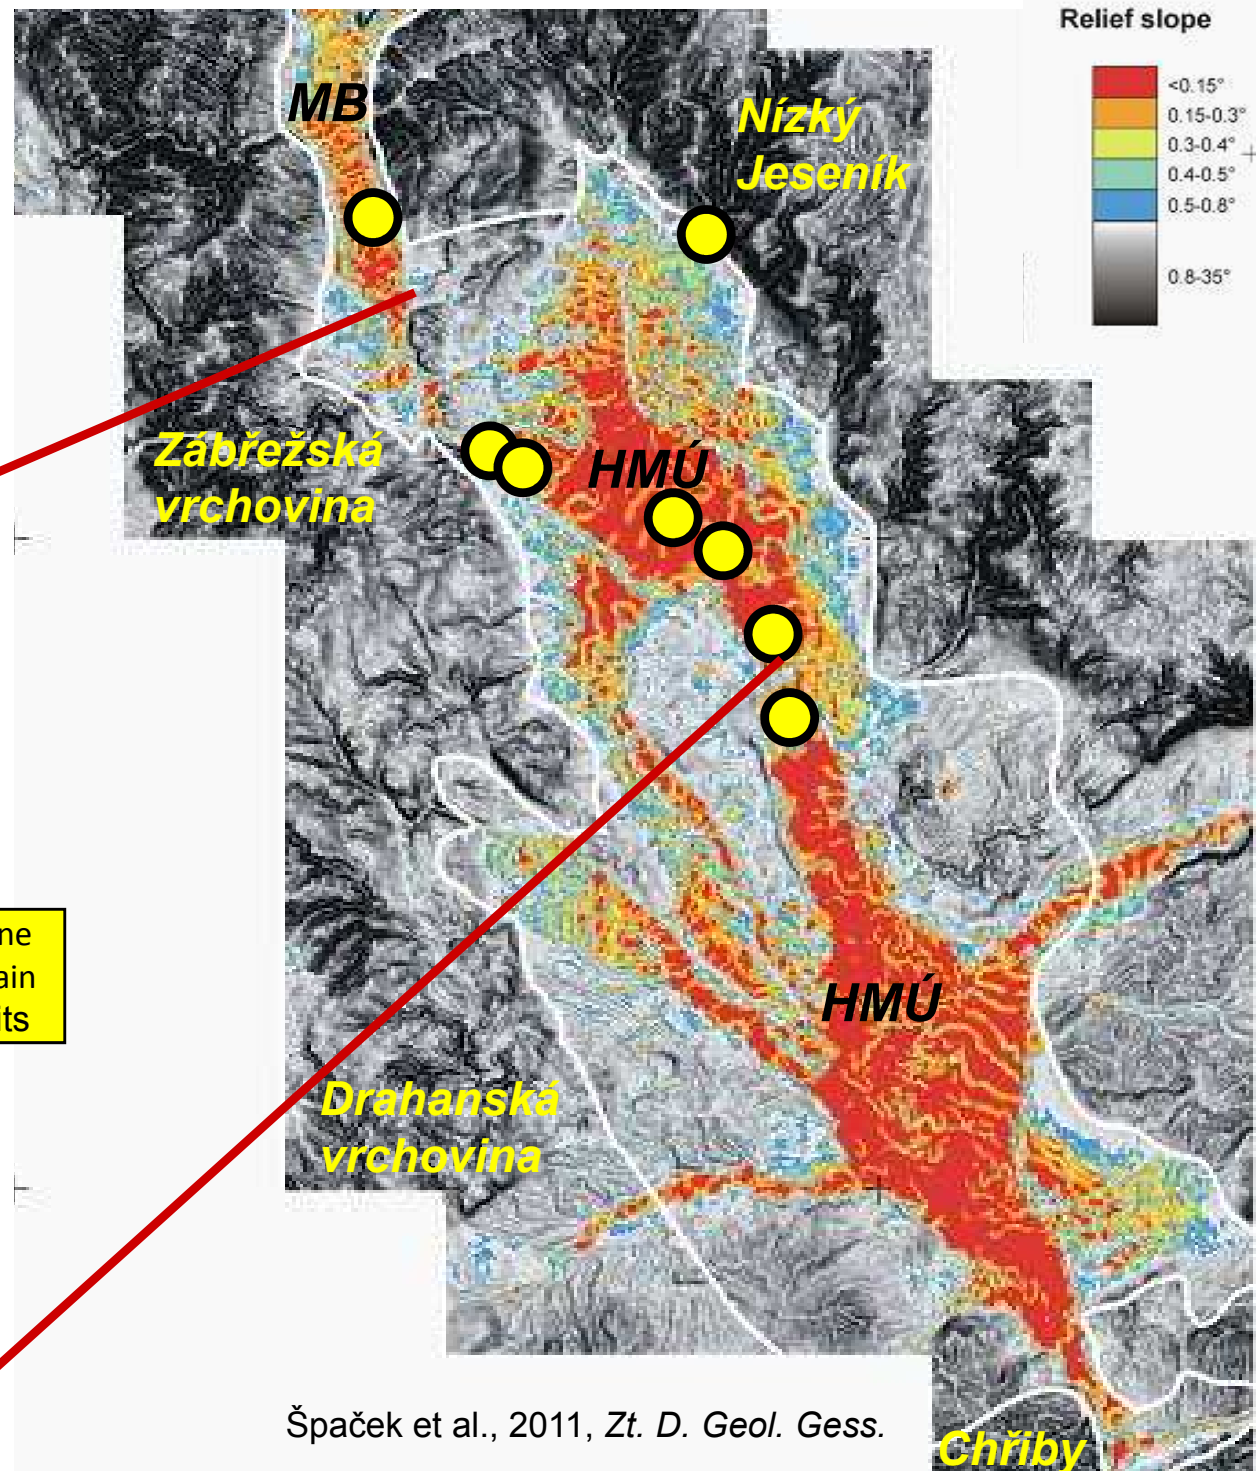 Relief slope
<0.15°
0.15-0.3°
0.3-0.4°
0.4-0.5°
0.5-0.8°
0.8-35°
MB
Nízký
Jeseník
Zábřežská
vrchovina
HMÚ
ne
ain
its
HMÚ
Drahanská
vrchovina
Špaček et al., 2011, Zt. D. Geol. Gess.
Chřiby